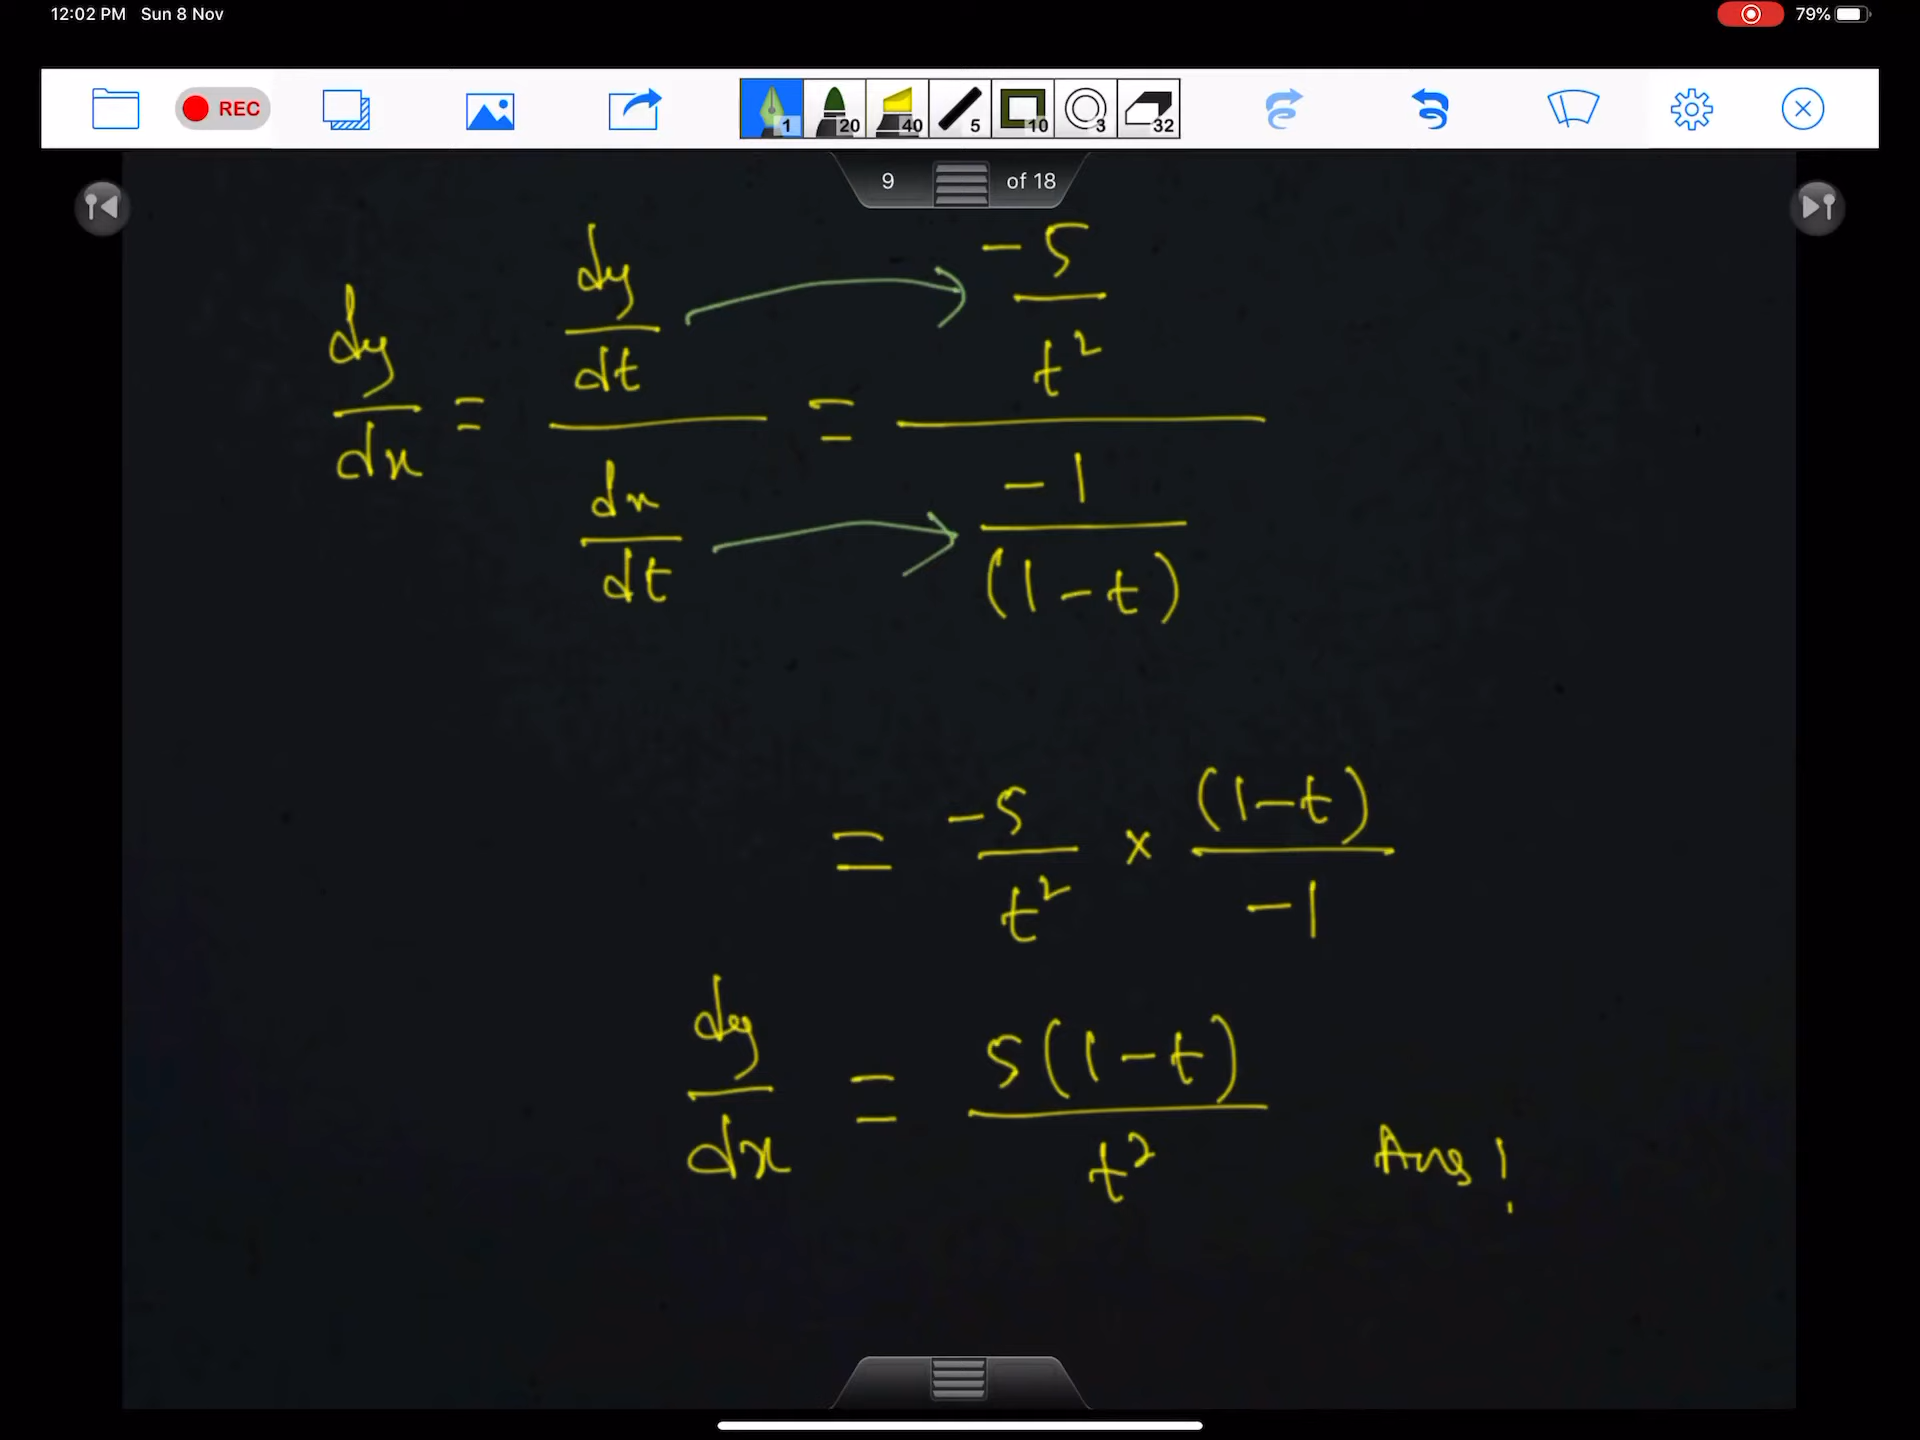 12:02 PM Sun 8 Nov 79%
REC 1 20 40 5 10 3 32
9 of 18
dy/dx = (dy/dt)/(dx/dt) = (-5/t²)/(-1/(1-t))
= -5/t² × (1-t)/-1
dy/dx = 5(1-t)/t² Ans!